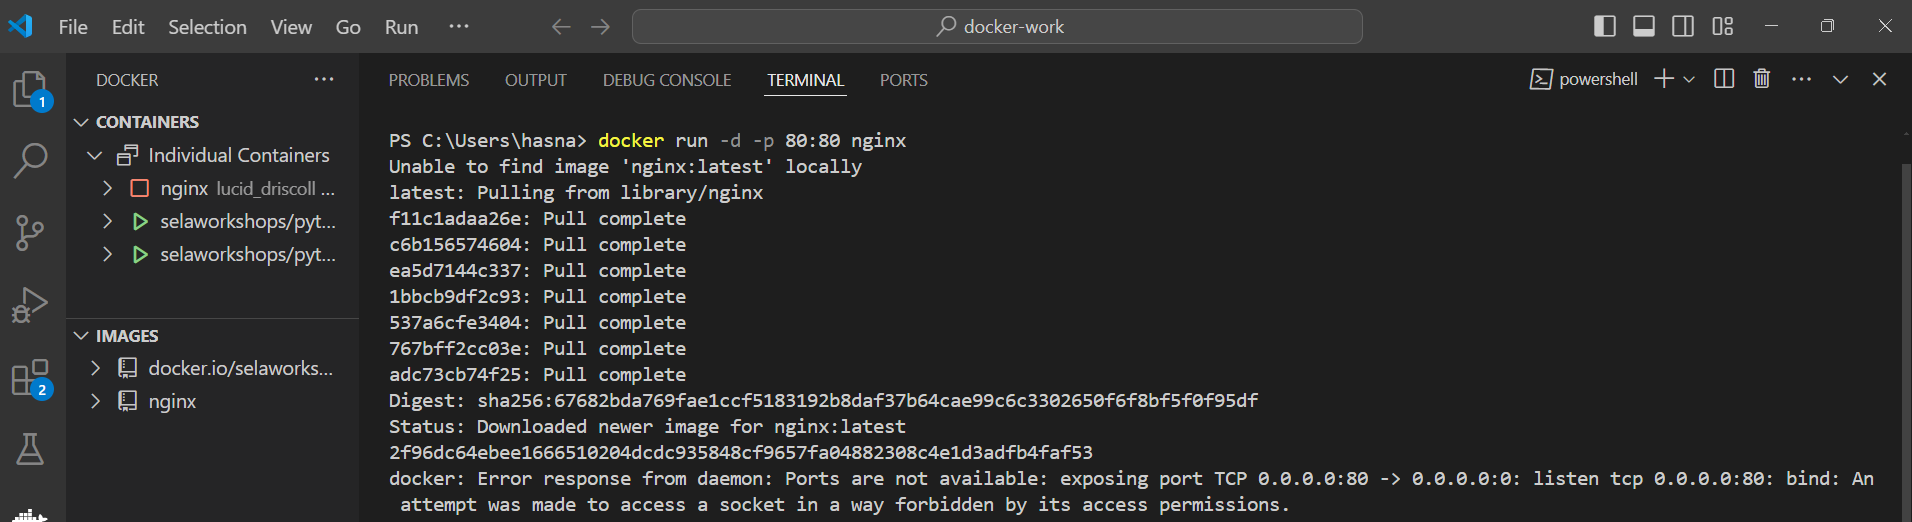 File Edit Selection View Go Run ··· docker-work
DOCKER ···
PROBLEMS OUTPUT DEBUG CONSOLE TERMINAL PORTS powershell ···
1
CONTAINERS
Individual Containers
nginx lucid_driscoll ...
selaworkshops/pyt...
selaworkshops/pyt...
IMAGES
docker.io/selaworks...
2
nginx
PS C:\Users\hasna> docker run -d -p 80:80 nginx
Unable to find image 'nginx:latest' locally
latest: Pulling from library/nginx
f11c1adaa26e: Pull complete
c6b156574604: Pull complete
ea5d7144c337: Pull complete
1bbcb9df2c93: Pull complete
537a6cfe3404: Pull complete
767bff2cc03e: Pull complete
adc73cb74f25: Pull complete
Digest: sha256:67682bda769fae1ccf5183192b8daf37b64cae99c6c3302650f6f8bf5f0f95df
Status: Downloaded newer image for nginx:latest
2f96dc64ebee1666510204dcdc935848cf9657fa04882308c4e1d3adfb4faf53
docker: Error response from daemon: Ports are not available: exposing port TCP 0.0.0.0:80 -> 0.0.0.0:0: listen tcp 0.0.0.0:80: bind: An
attempt was made to access a socket in a way forbidden by its access permissions.